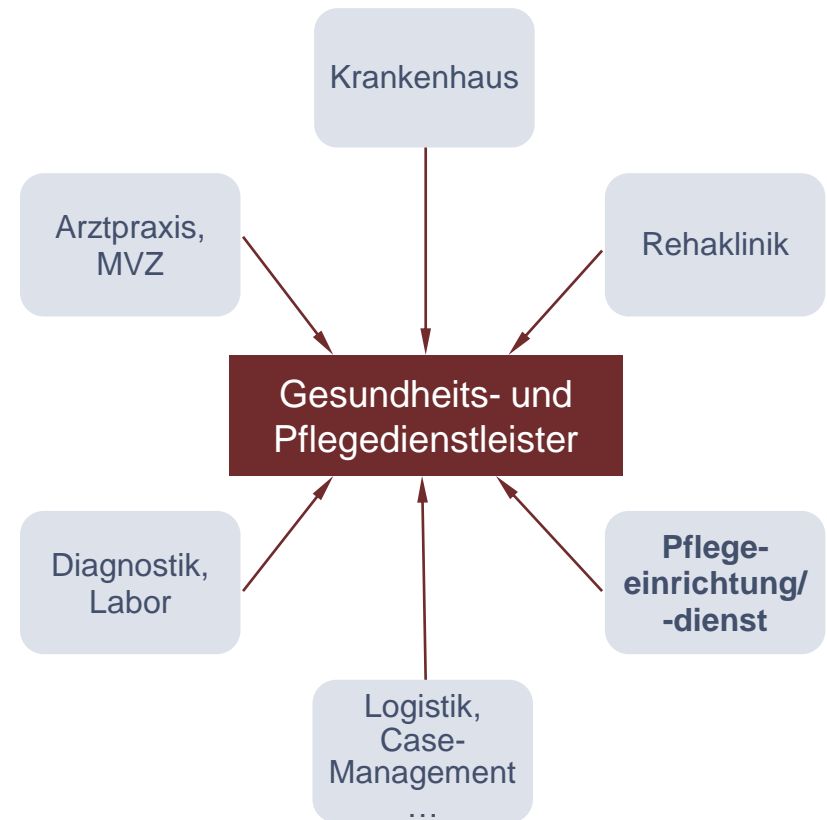 Krankenhaus
Arztpraxis,
MVZ
Rehaklinik
Gesundheits- und
Pflegedienstleister
Diagnostik,
Labor
Pflege-
einrichtung/
-dienst
Logistik,
Case-
Management
…